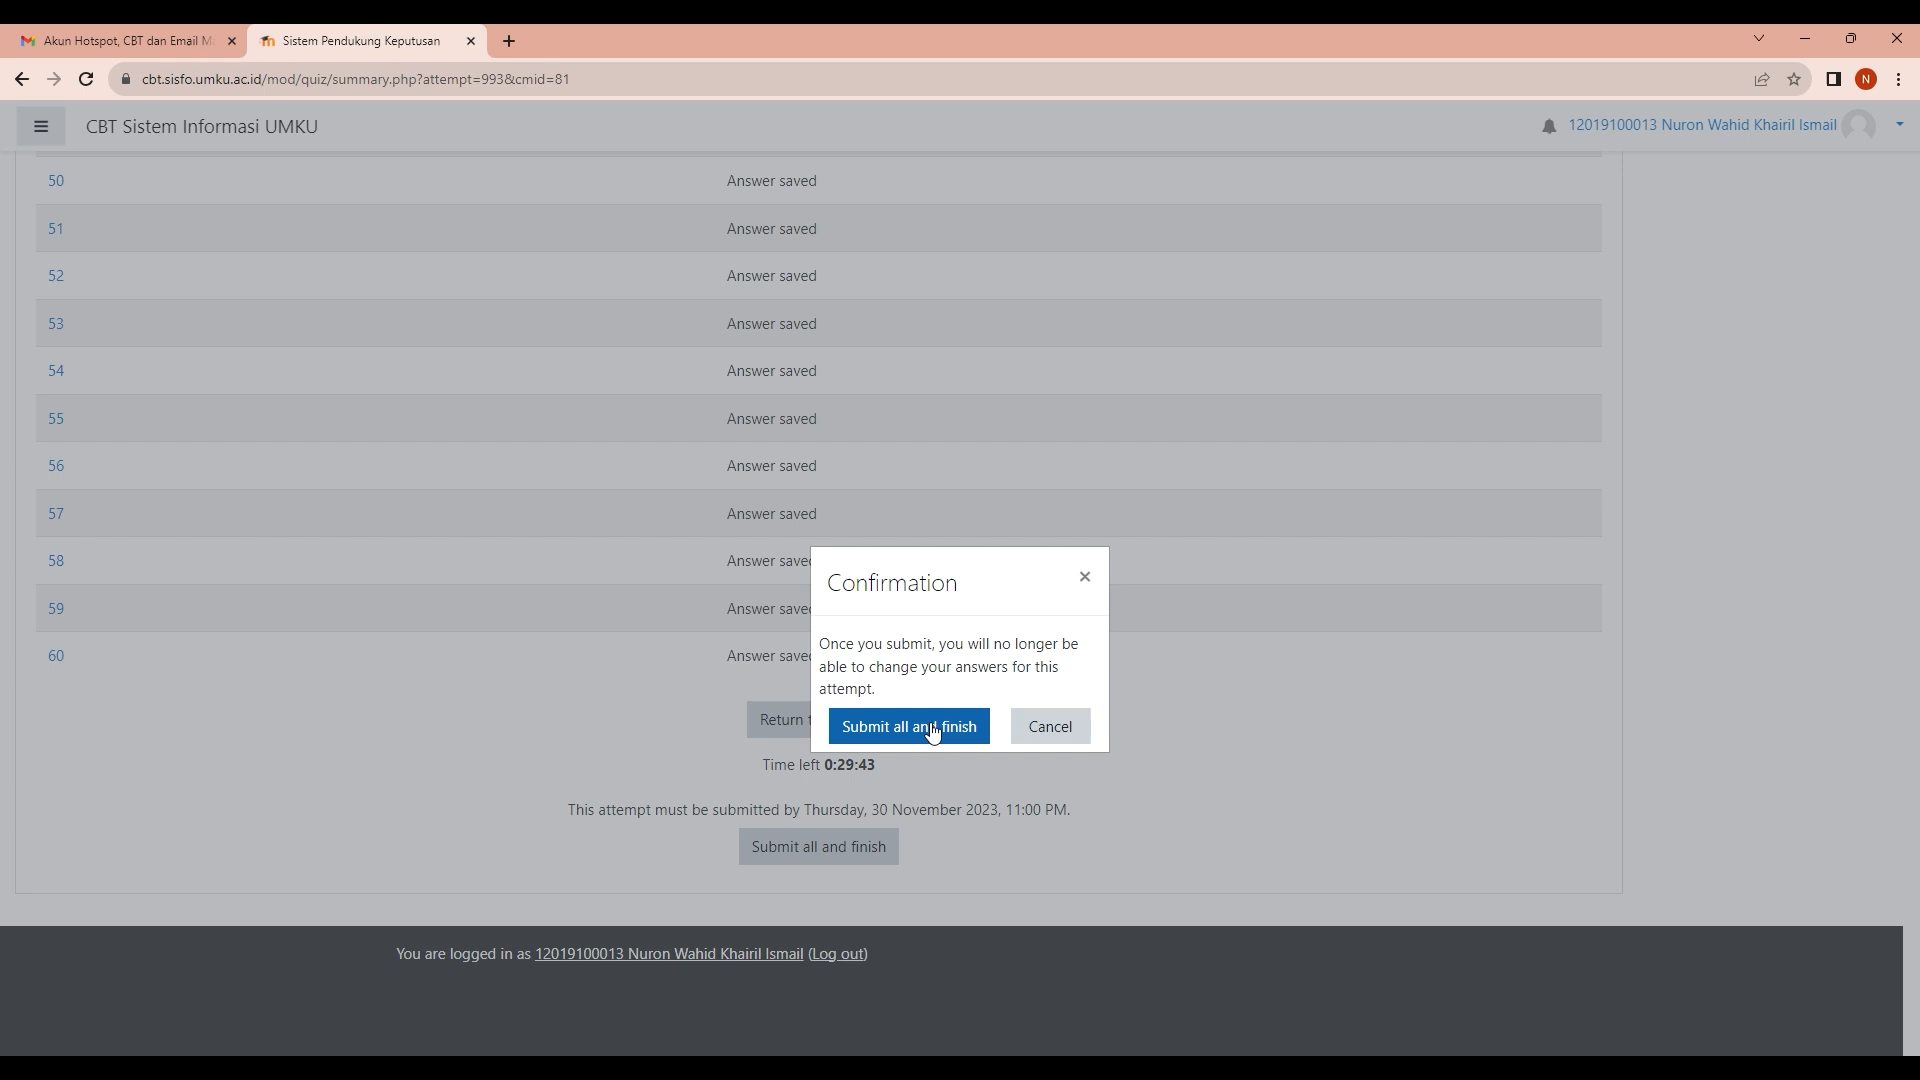 Akun Hotspot, CBT dan Email M
Sistem Pendukung Keputusan
cbt.sisfo.umku.ac.id/mod/quiz/summary.php?attempt=993&cmid=81
N
CBT Sistem Informasi UMKU
12019100013 Nuron Wahid Khairil Ismail
50 Answer saved
51 Answer saved
52 Answer saved
53 Answer saved
54 Answer saved
55 Answer saved
56 Answer saved
57 Answer saved
58 Answer saved
59 Answer saved
60 Answer saved
Confirmation
Once you submit, you will no longer be
able to change your answers for this
attempt.
Submit all and finish Cancel
Return
Time left 0:29:43
This attempt must be submitted by Thursday, 30 November 2023, 11:00 PM.
Submit all and finish
You are logged in as 12019100013 Nuron Wahid Khairil Ismail (Log out)